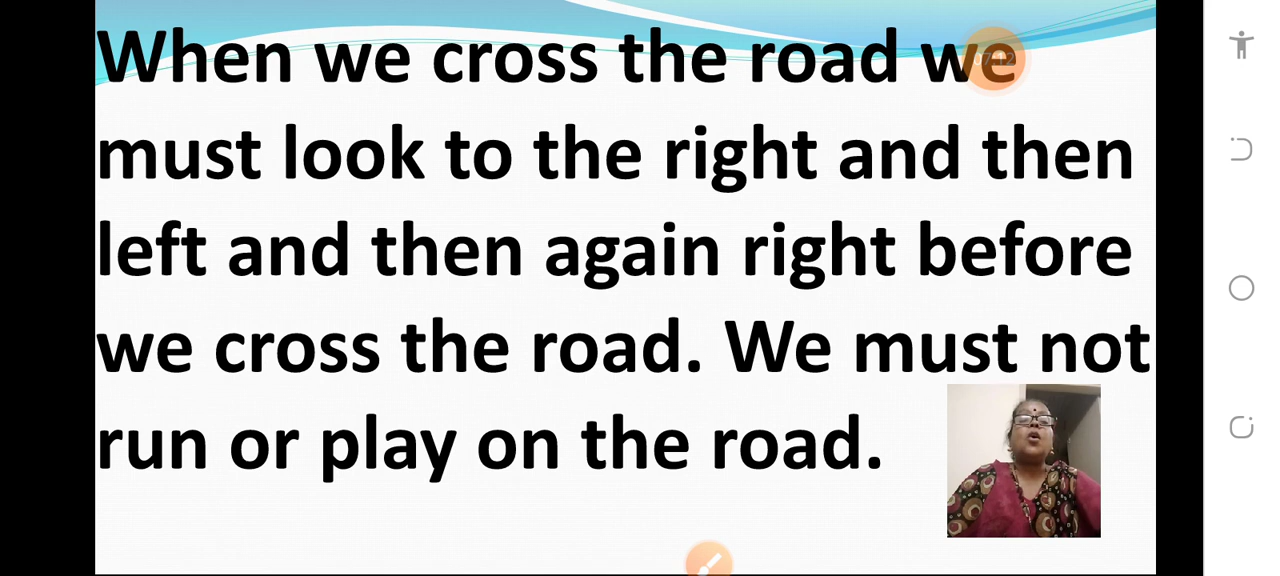 When we cross the road we
must look to the right and then
left and then again right before
we cross the road. We must not
run or play on the road.